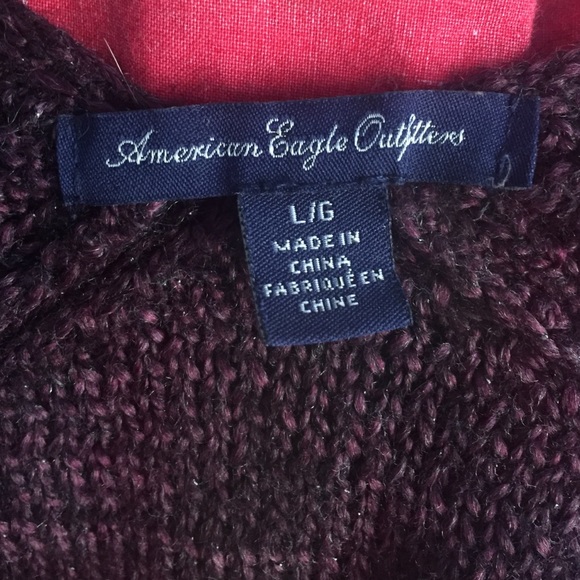 American Eagle Outfitters
L/G
MADE IN
CHINA
FABRIQUÉ EN
CHINE